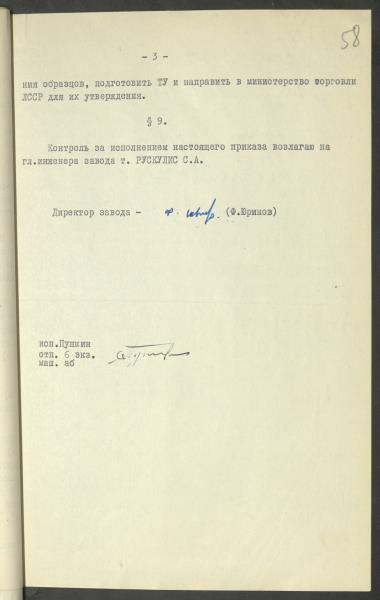 58
- 3 -
ния образцов, подготовить ТУ и направить в министерство торговли
ЛССР для их утверждения.
§ 9.
Контроль за исполнением настоящего приказа возлагаю на
гл.инженера завода т. РУСКУЛИС С.А.
Директор завода - (Ф.Юринов)
исп.Пункин
отп. 6 экз.
маш. аб